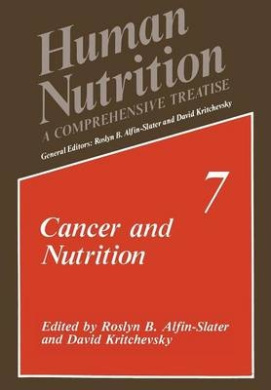 Human
Nutrition
A COMPREHENSIVE TREATISE
General Editors: Roslyn B. Alfin-Slater and David Kritchevsky
7
Cancer and
Nutrition
Edited by Roslyn B. Alfin-Slater
and David Kritchevsky